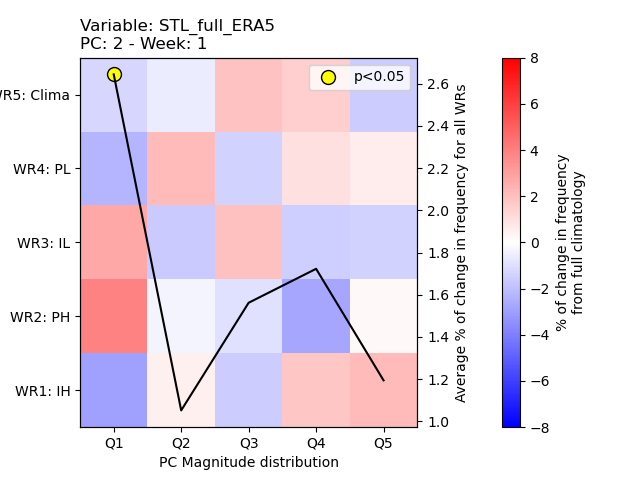 Variable: STL_full_ERA5
PC: 2 - Week: 1
p<0.05
WR5: Clima
WR4: PL
WR3: IL
WR2: PH
WR1: IH
Q1 Q2 Q3 Q4 Q5
PC Magnitude distribution
2.6
2.4
2.2
2.0
1.8
1.6
1.4
1.2
1.0
Average % of change in frequency for all WRs
8
6
4
2
0
−2
−4
−6
−8
% of change in frequency
from full climatology